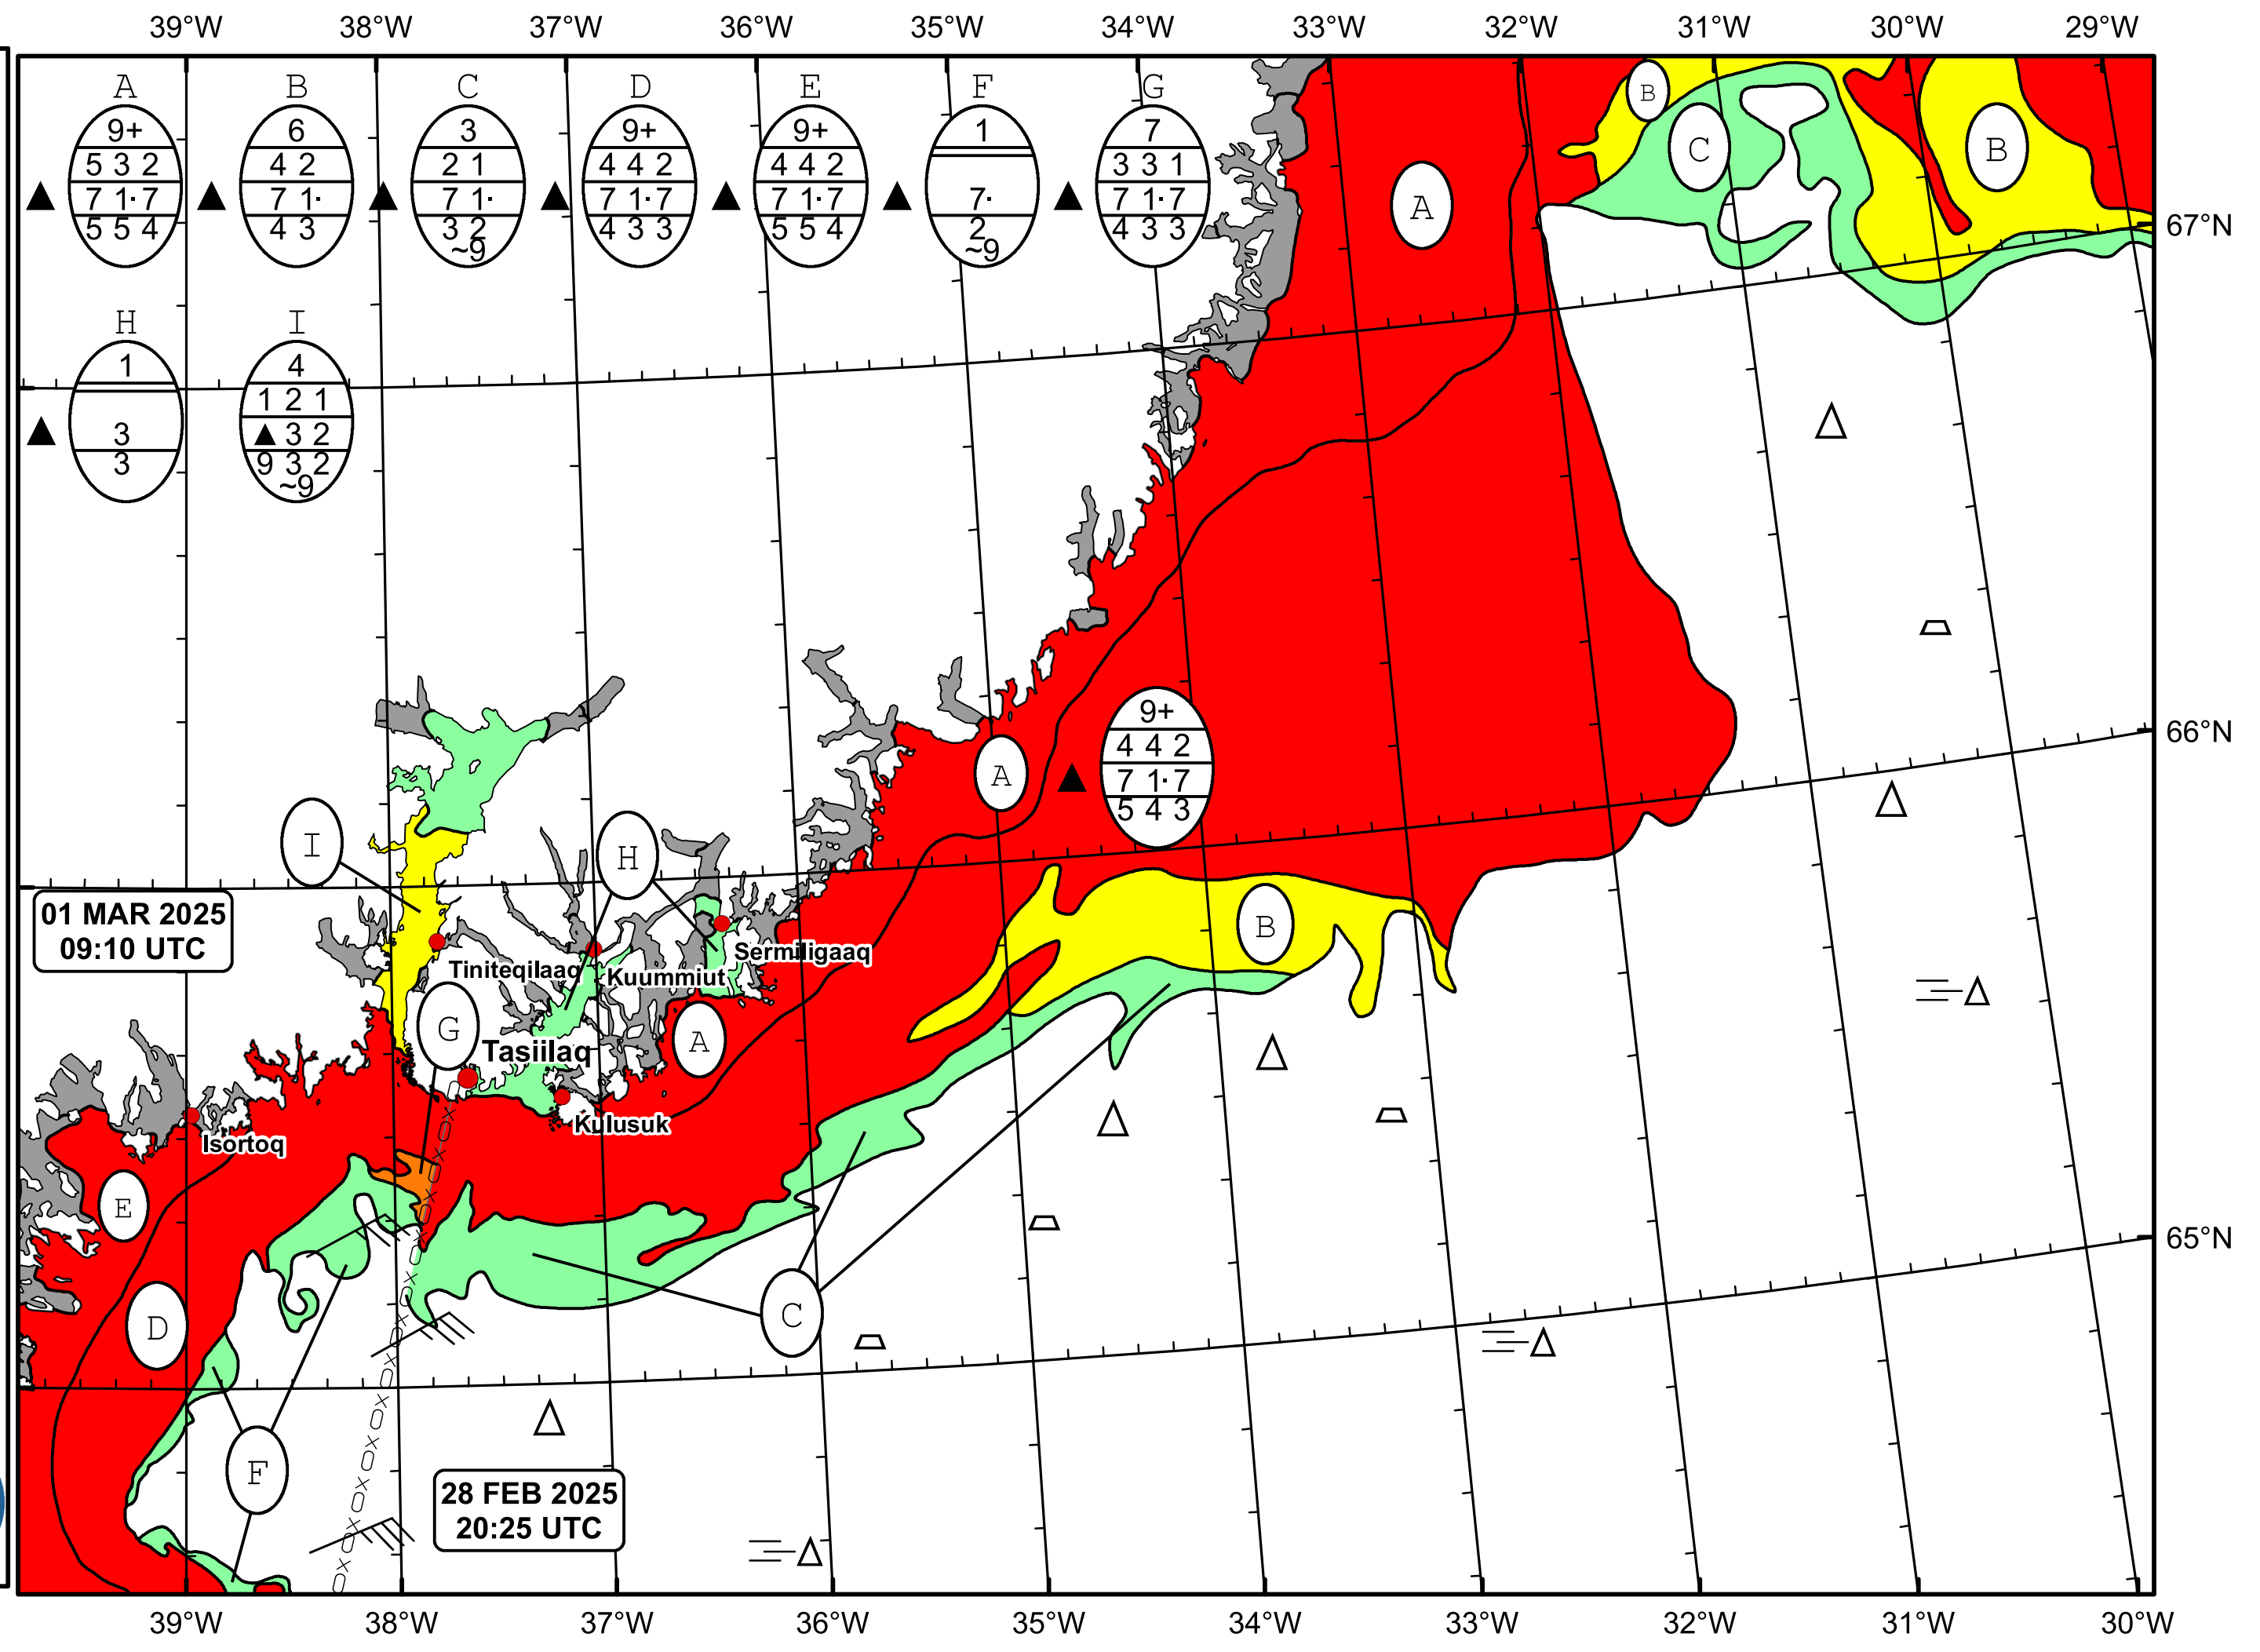 39°W 38°W 37°W 36°W 35°W 34°W 33°W 32°W 31°W 30°W 29°W
A B C D E F G
9+ 6 3 9+ 9+ 1 7
5 3 2 4 2 2 1 4 4 2 4 4 2 3 3 1
7 1·7 7 1· 7 1· 7 1·7 7 1·7 7· 7 1·7
5 5 4 4 3 3 2 4 3 3 5 5 4 2 4 3 3
~9 ~9
H I
1 4
1 2 1
3 ▲ 3 2
3 9 3 2
~9
B
C
B
A
67°N
66°N
9+
4 4 2
7 1·7
5 4 3
A
I
H
B
01 MAR 2025
09:10 UTC
Sermiligaaq
Tiniteqilaaq
Kuummiut
G
A
Tasiilaq
Kulusuk
Isortoq
E
65°N
D
C
F
28 FEB 2025
20:25 UTC
39°W 38°W 37°W 36°W 35°W 34°W 33°W 32°W 31°W 30°W